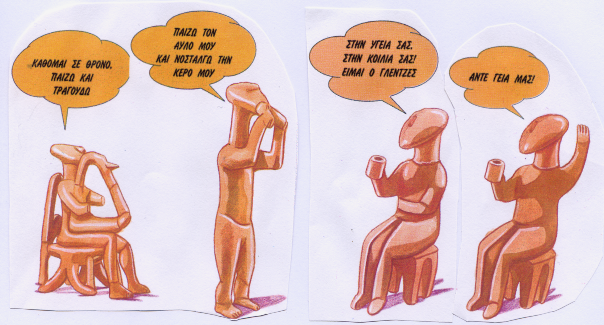 ΚΑΘΟΜΑΙ ΣΕ ΘΡΟΝΟ,
ΠΑΙΖΩ ΚΑΙ
ΤΡΑΓΟΥΔΩ
ΠΑΙΖΩ ΤΟΝ
ΑΥΛΟ ΜΟΥ
ΚΑΙ ΝΟΣΤΑΛΓΩ ΤΗΝ
ΚΕΡΟ ΜΟΥ
ΣΤΗΝ ΥΓΕΙΑ ΣΑΣ,
ΣΤΗΝ ΚΟΙΛΙΑ ΣΑΣ!
ΕΙΜΑΙ Ο ΓΛΕΝΤΖΕΣ
ΑΝΤΕ ΓΕΙΑ ΜΑΣ!